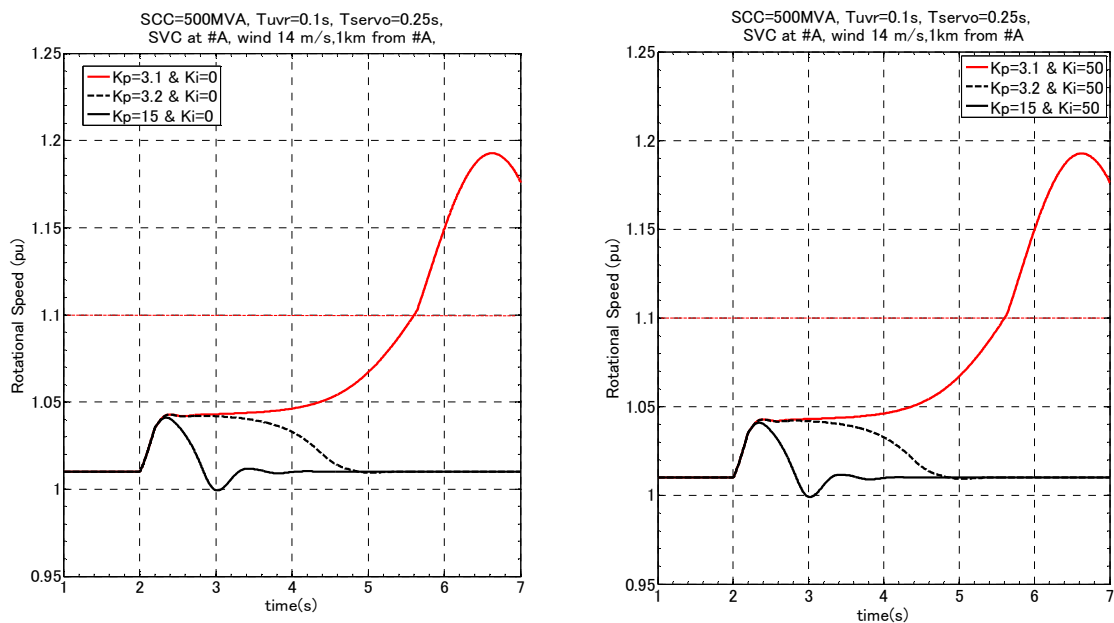 SCC=500MVA, Tuvr=0.1s, Tservo=0.25s,
SVC at #A, wind 14 m/s,1km from #A,
1.25
1.2
1.15
1.1
1.05
1
0.95
Rotational Speed (pu)
Kp=3.1 & Ki=0
Kp=3.2 & Ki=0
Kp=15 & Ki=0
1 2 3 4 5 6 7
time(s)
SCC=500MVA, Tuvr=0.1s, Tservo=0.25s,
SVC at #A, wind 14 m/s,1km from #A
1.25
1.2
1.15
1.1
1.05
1
0.95
Rotational Speed (pu)
Kp=3.1 & Ki=50
Kp=3.2 & Ki=50
Kp=15 & Ki=50
1 2 3 4 5 6 7
time(s)